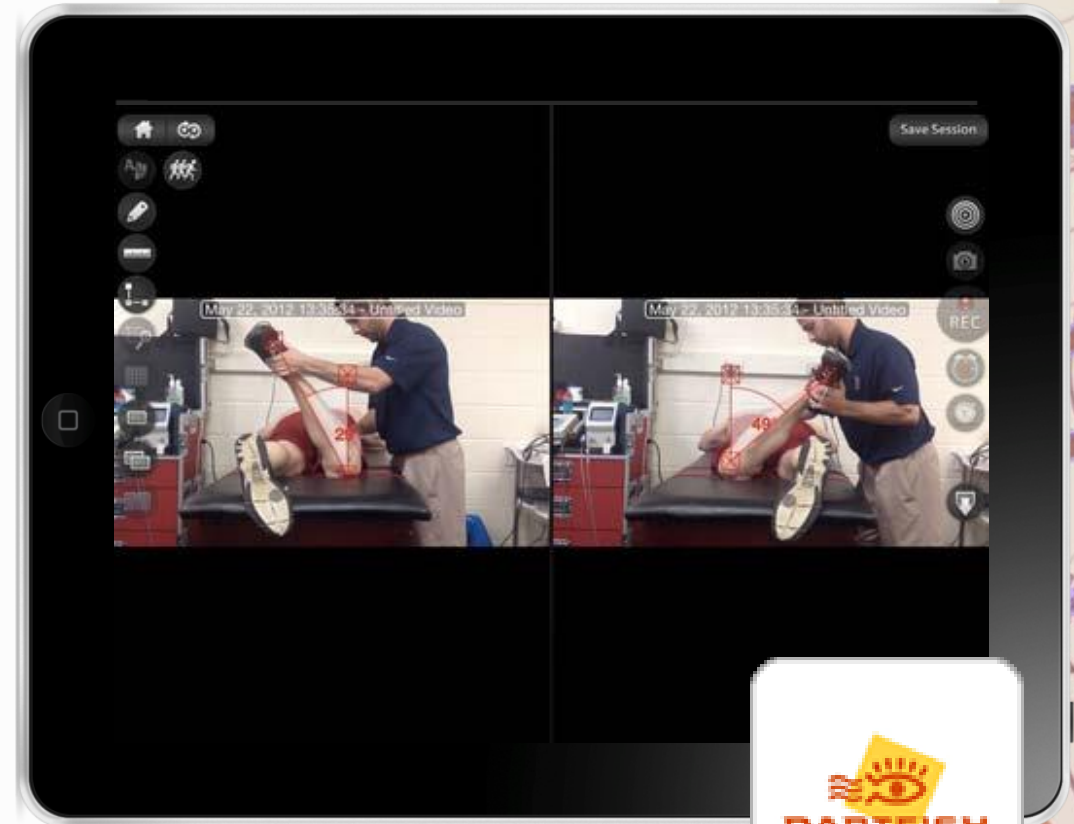 Save Session
May 22, 2012 13:35:34 - Untitled Video
May 22, 2012 13:35:34 - Untitled Video
REC
49°
DARTFISH